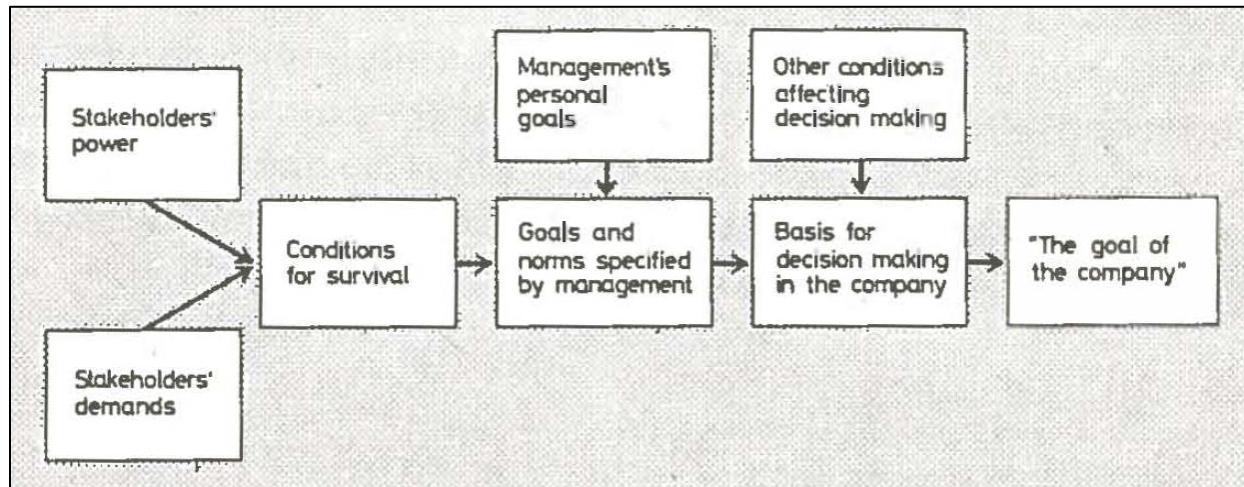 Stakeholders'
power
Stakeholders'
demands
Conditions
for survival
Management's
personal
goals
Goals and
norms specified
by management
Other conditions
affecting
decision making
Basis for
decision making
in the company
"The goal of
the company"